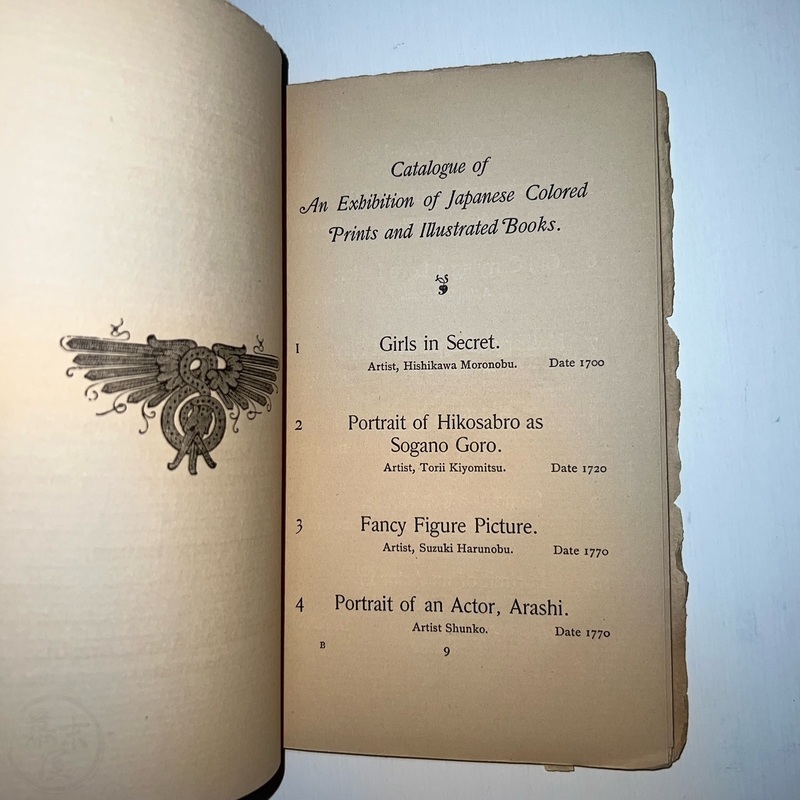 Catalogue of
An Exhibition of Japanese Colored
Prints and Illustrated Books.
1 Girls in Secret.
Artist, Hishikawa Moronobu. Date 1700
2 Portrait of Hikosabro as
Sogano Goro.
Artist, Torii Kiyomitsu. Date 1720
3 Fancy Figure Picture.
Artist, Suzuki Harunobu. Date 1770
4 Portrait of an Actor, Arashi.
Artist Shunko. Date 1770
B 9